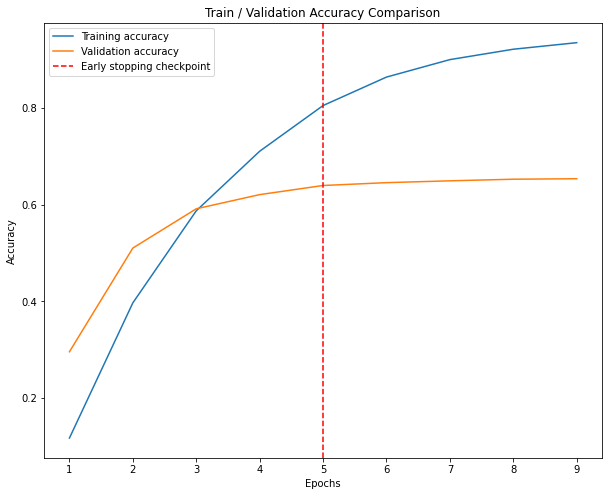 Train / Validation Accuracy Comparison
Training accuracy
Validation accuracy
Early stopping checkpoint
0.8
0.6
0.4
0.2
Accuracy
1 2 3 4 5 6 7 8 9
Epochs